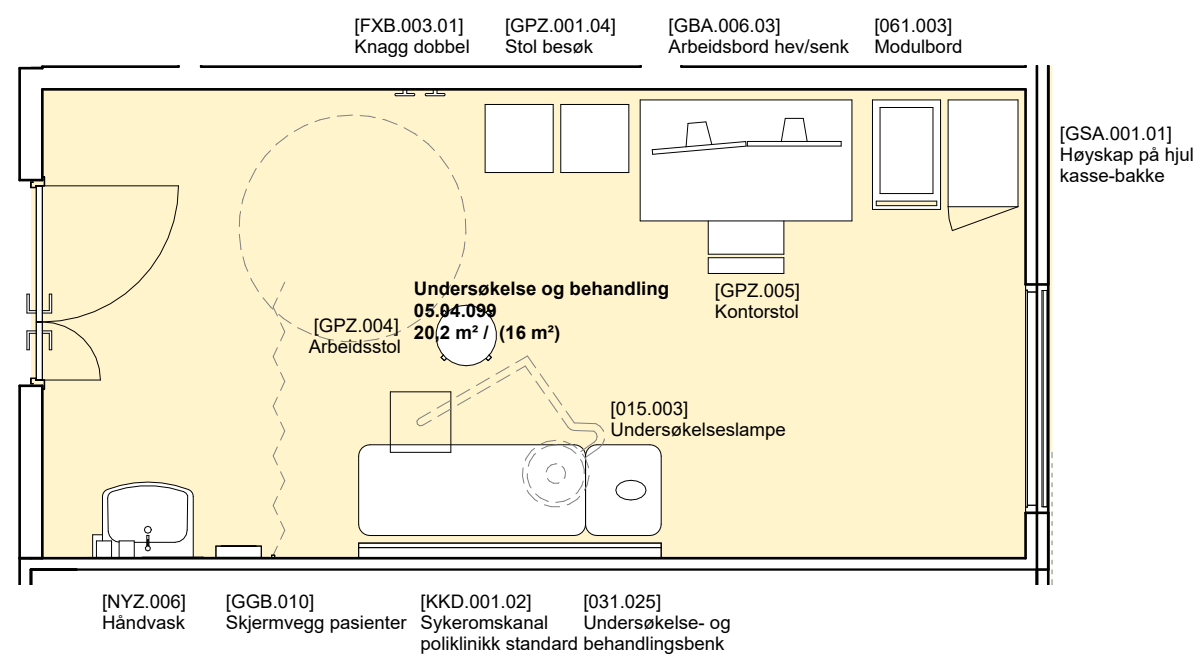 [FXB.003.01]
Knagg dobbel
[GPZ.001.04]
Stol besøk
[GBA.006.03]
Arbeidsbord hev/senk
[061.003]
Modulbord
[GSA.001.01]
Høyskap på hjul
kasse-bakke
Undersøkelse og behandling
05.04.099
20,2 m² / (16 m²)
[GPZ.004]
Arbeidsstol
[GPZ.005]
Kontorstol
[015.003]
Undersøkelseslampe
[NYZ.006]
Håndvask
[GGB.010]
Skjermvegg pasienter
[KKD.001.02]
Sykeromskanal
poliklinikk standard
[031.025]
Undersøkelse- og
behandlingsbenk